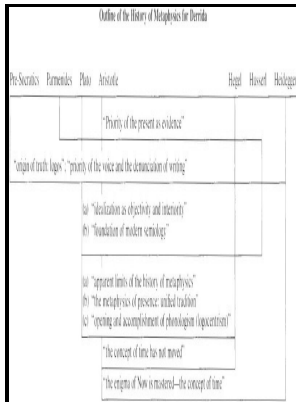 Outline of the History of Metaphysics for Derrida
Pre-Socratics Parmenides Plato Aristotle Hegel Husserl Heidegger
"Priority of the present as evidence"
"origin of truth: logos"; "priority of the voice and the denunciation of writing"
(a) "idealization as objectivity and interiority"
(b) "foundation of modern semiology"
(a) "apparent limits of the history of metaphysics"
(b) "the metaphysics of presence: unified tradition"
(c) "opening and accomplishment of phonologism (logocentrism)"
"the concept of time has not moved"
"the enigma of Now is mastered—the concept of time"